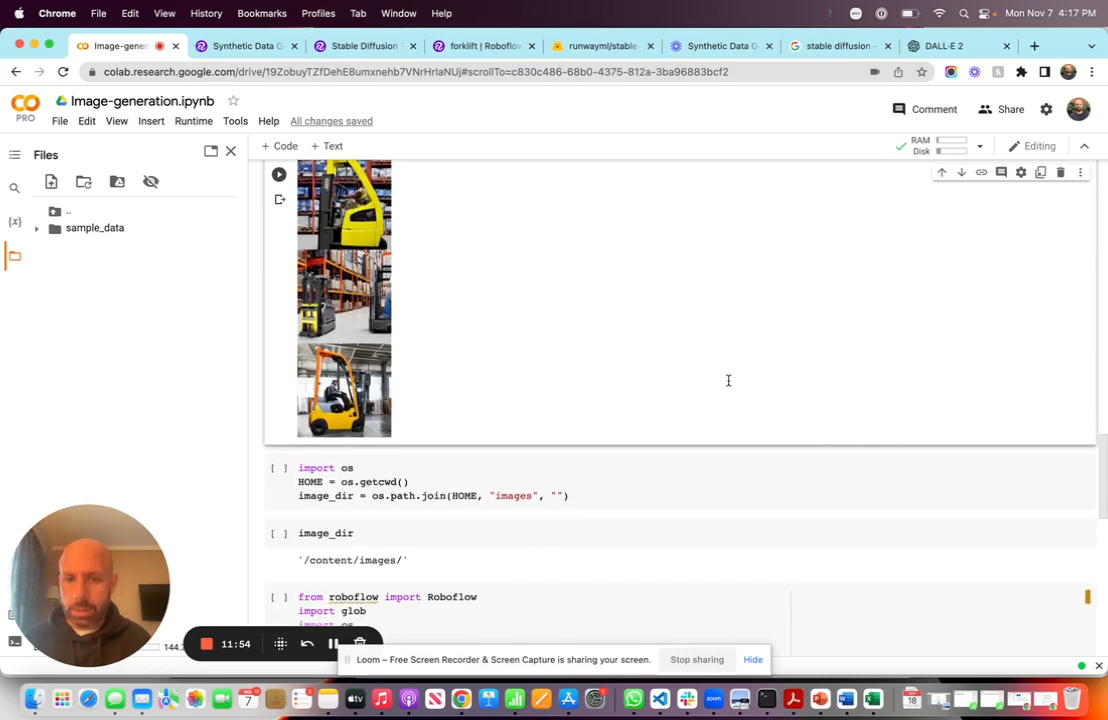 Chrome File Edit View History Bookmarks Profiles Tab Window Help Mon Nov 7 4:17 PM
Image-gener Synthetic Data G Stable Diffusion T forklift | Roboflow runwayml/stable- Synthetic Data G stable diffusion - DALL·E 2
colab.research.google.com/drive/19ZobuyTZfDehE8umxnehb7VNrHrlaNUj#scrollTo=c830c486-68b0-4375-812a-3ba96883bcf2
CO
PRO
Image-generation.ipynb
Comment Share
File Edit View Insert Runtime Tools Help All changes saved
Files
+ Code + Text
RAM
Disk
Editing
{x}
..
sample_data
[ ] import os
HOME = os.getcwd()
image_dir = os.path.join(HOME, "images", "")
[ ] image_dir
'/content/images/'
[ ] from roboflow import Roboflow
import glob
import os
11:54
Loom – Free Screen Recorder & Screen Capture is sharing your screen. Stop sharing Hide